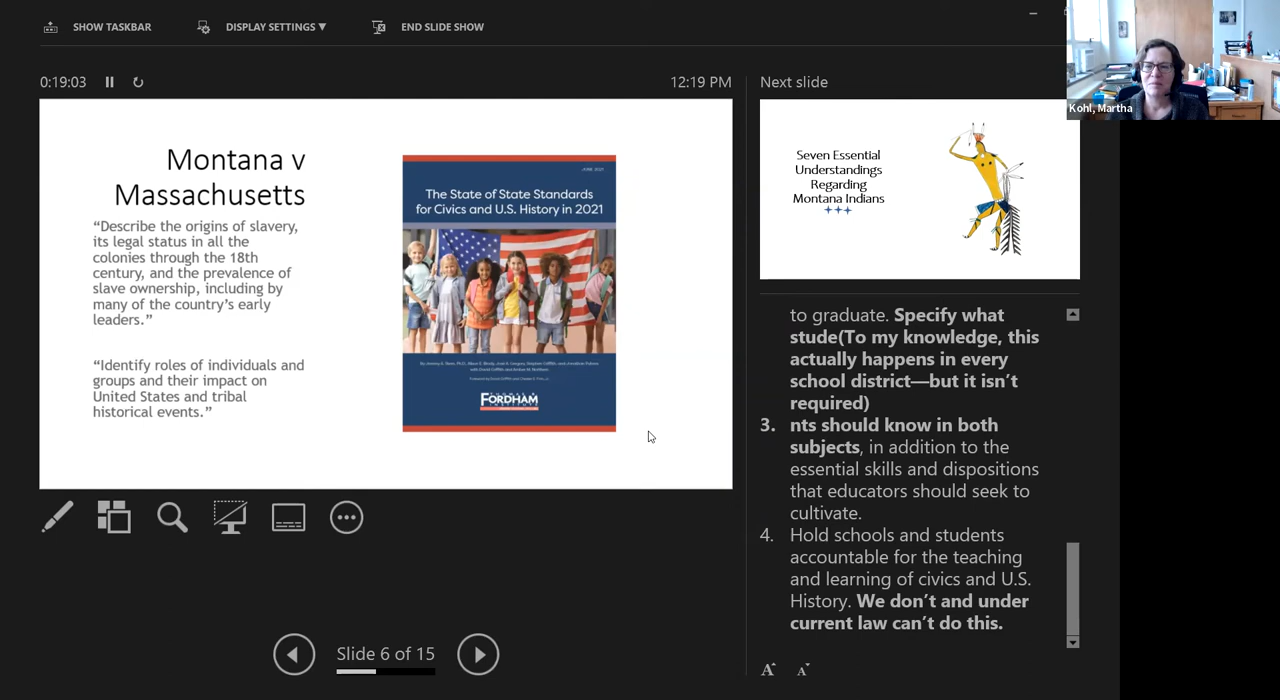 SHOW TASKBAR
DISPLAY SETTINGS ▼
END SLIDE SHOW
Kohl, Martha
0:19:03
12:19 PM
Next slide
Montana v
Massachusetts
“Describe the origins of slavery,
its legal status in all the
colonies through the 18th
century, and the prevalence of
slave ownership, including by
many of the country’s early
leaders.”
“Identify roles of individuals and
groups and their impact on
United States and tribal
historical events.”
JUNE 2021
The State of State Standards
for Civics and U.S. History in 2021
FORDHAM
INSTITUTE
Seven Essential
Understandings
Regarding
Montana Indians
to graduate. Specify what
stude(To my knowledge, this
actually happens in every
school district—but it isn’t
required)
3. nts should know in both
subjects, in addition to the
essential skills and dispositions
that educators should seek to
cultivate.
4. Hold schools and students
accountable for the teaching
and learning of civics and U.S.
History. We don’t and under
current law can’t do this.
Slide 6 of 15
A A